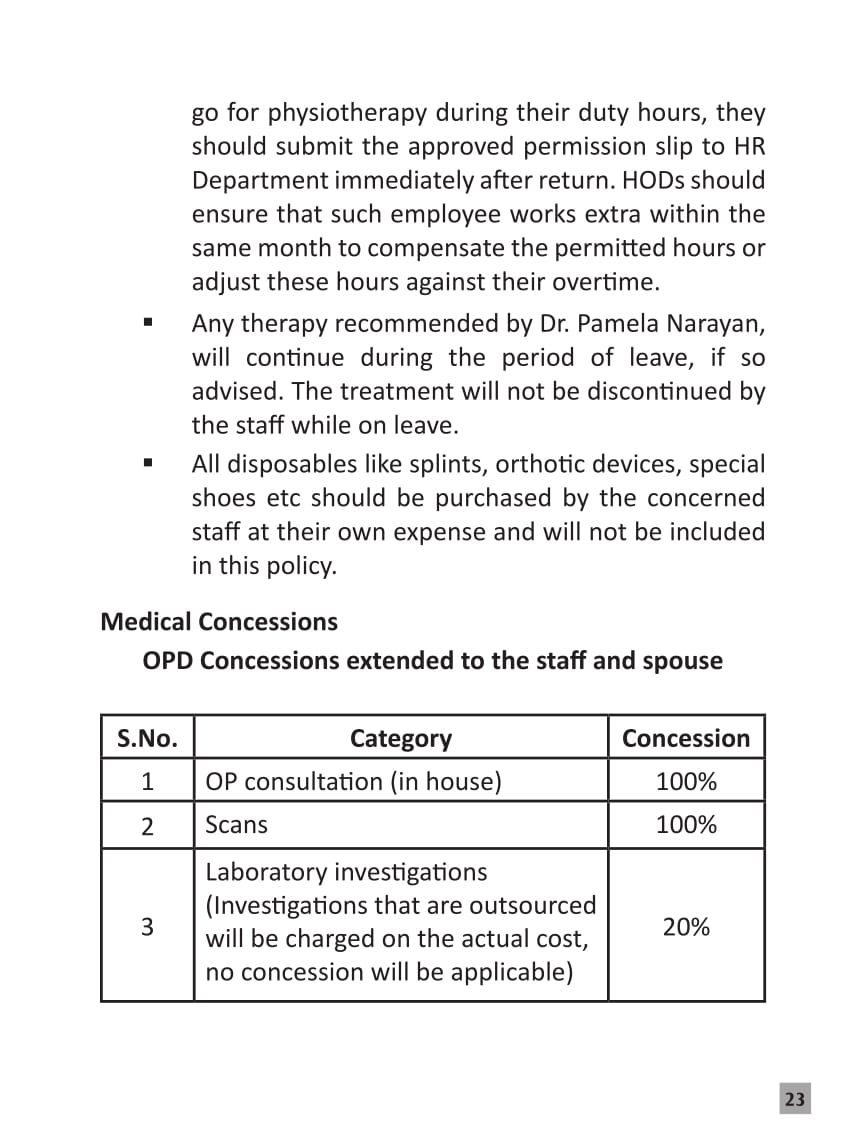 go for physiotherapy during their duty hours, they
should submit the approved permission slip to HR
Department immediately after return. HODs should
ensure that such employee works extra within the
same month to compensate the permitted hours or
adjust these hours against their overtime.
▪ Any therapy recommended by Dr. Pamela Narayan,
will continue during the period of leave, if so
advised. The treatment will not be discontinued by
the staff while on leave.
▪ All disposables like splints, orthotic devices, special
shoes etc should be purchased by the concerned
staff at their own expense and will not be included
in this policy.
Medical Concessions
OPD Concessions extended to the staff and spouse
S.No. Category Concession
1 OP consultation (in house) 100%
2 Scans 100%
Laboratory investigations
(Investigations that are outsourced
3 will be charged on the actual cost, 20%
no concession will be applicable)
23